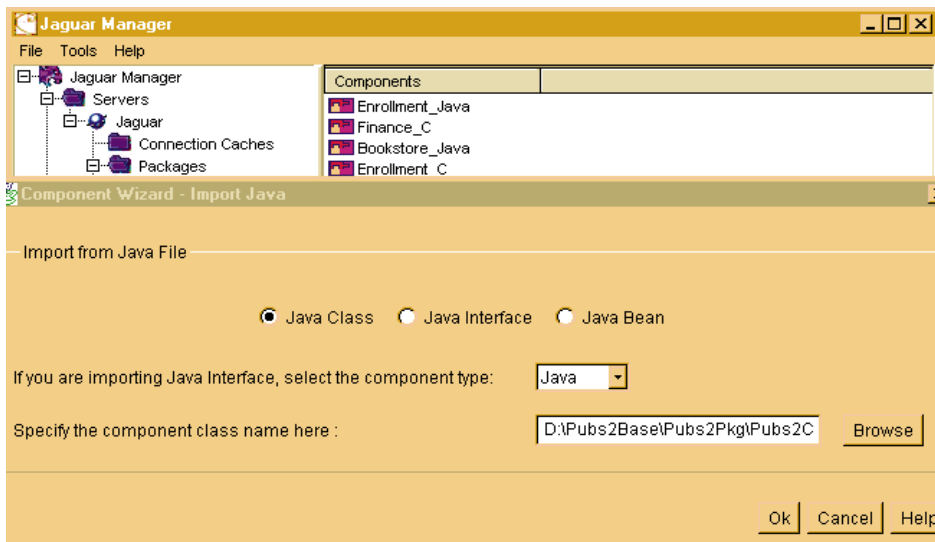 Jaguar Manager
File Tools Help
Jaguar Manager
Servers
Jaguar
Connection Caches
Packages
Components
Enrollment_Java
Finance_C
Bookstore_Java
Enrollment_C
Component Wizard - Import Java
Import from Java File
Java Class Java Interface Java Bean
If you are importing Java Interface, select the component type: Java
Specify the component class name here : D:\Pubs2Base\Pubs2Pkg\Pubs2C Browse
Ok Cancel Help